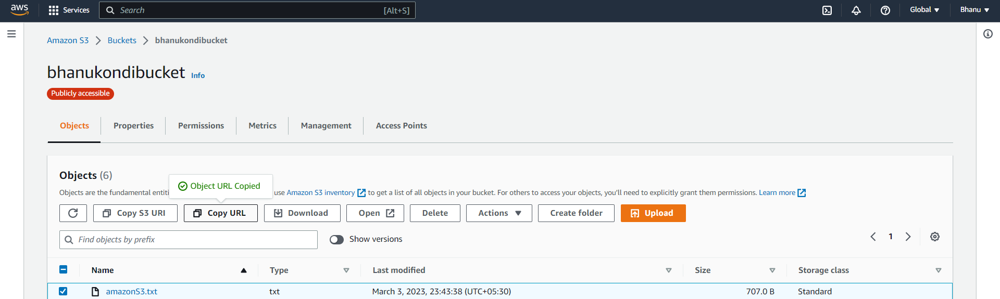 aws Services Search [Alt+S] Global Bhanu
Amazon S3 Buckets bhanukondibucket
bhanukondibucket Info
Publicly accessible
Objects Properties Permissions Metrics Management Access Points
Objects (6)
Object URL Copied
Objects are the fundamental entiti use Amazon S3 inventory to get a list of all objects in your bucket. For others to access your objects, you'll need to explicitly grant them permissions. Learn more
Copy S3 URI Copy URL Download Open Delete Actions Create folder Upload
Find objects by prefix Show versions 1
Name Type Last modified Size Storage class
amazonS3.txt txt March 3, 2023, 23:43:38 (UTC+05:30) 707.0 B Standard